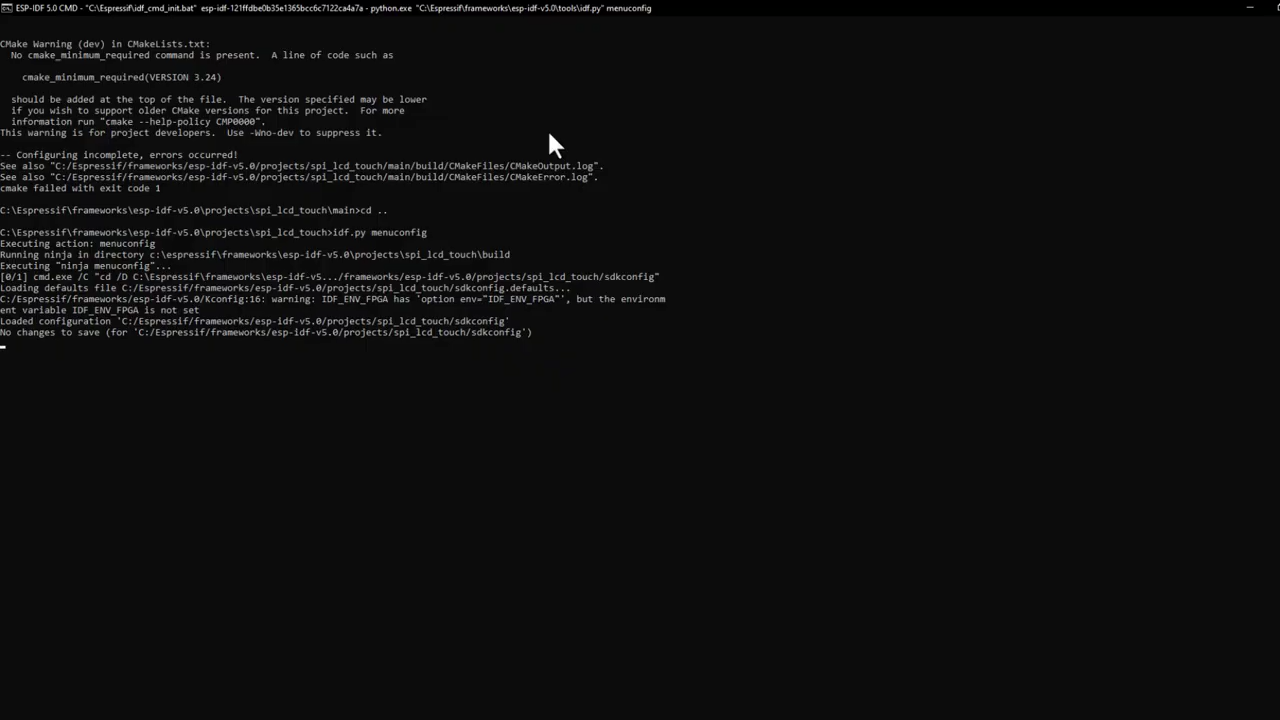 ESP-IDF 5.0 CMD - "C:\Espressif\idf_cmd_init.bat" esp-idf-121ffdbe0b35e1365bcc6c7122ca4a7a - python.exe "C:\Espressif\frameworks\esp-idf-v5.0\tools\idf.py" menuconfig
CMake Warning (dev) in CMakeLists.txt:
  No cmake_minimum_required command is present.  A line of code such as
    cmake_minimum_required(VERSION 3.24)
  should be added at the top of the file.  The version specified may be lower
  if you wish to support older CMake versions for this project.  For more
  information run "cmake --help-policy CMP0000".
This warning is for project developers.  Use -Wno-dev to suppress it.
-- Configuring incomplete, errors occurred!
See also "C:/Espressif/frameworks/esp-idf-v5.0/projects/spi_lcd_touch/main/build/CMakeFiles/CMakeOutput.log".
See also "C:/Espressif/frameworks/esp-idf-v5.0/projects/spi_lcd_touch/main/build/CMakeFiles/CMakeError.log".
cmake failed with exit code 1
C:\Espressif\frameworks\esp-idf-v5.0\projects\spi_lcd_touch\main>cd ..
C:\Espressif\frameworks\esp-idf-v5.0\projects\spi_lcd_touch>idf.py menuconfig
Executing action: menuconfig
Running ninja in directory c:\espressif\frameworks\esp-idf-v5.0\projects\spi_lcd_touch\build
Executing "ninja menuconfig"...
[0/1] cmd.exe /C "cd /D C:\Espressif\frameworks\esp-idf-v5.../frameworks/esp-idf-v5.0/projects/spi_lcd_touch/sdkconfig"
Loading defaults file C:/Espressif/frameworks/esp-idf-v5.0/projects/spi_lcd_touch/sdkconfig.defaults...
C:/Espressif/frameworks/esp-idf-v5.0/Kconfig:16: warning: IDF_ENV_FPGA has 'option env="IDF_ENV_FPGA"', but the environm
ent variable IDF_ENV_FPGA is not set
Loaded configuration 'C:/Espressif/frameworks/esp-idf-v5.0/projects/spi_lcd_touch/sdkconfig'
No changes to save (for 'C:/Espressif/frameworks/esp-idf-v5.0/projects/spi_lcd_touch/sdkconfig')